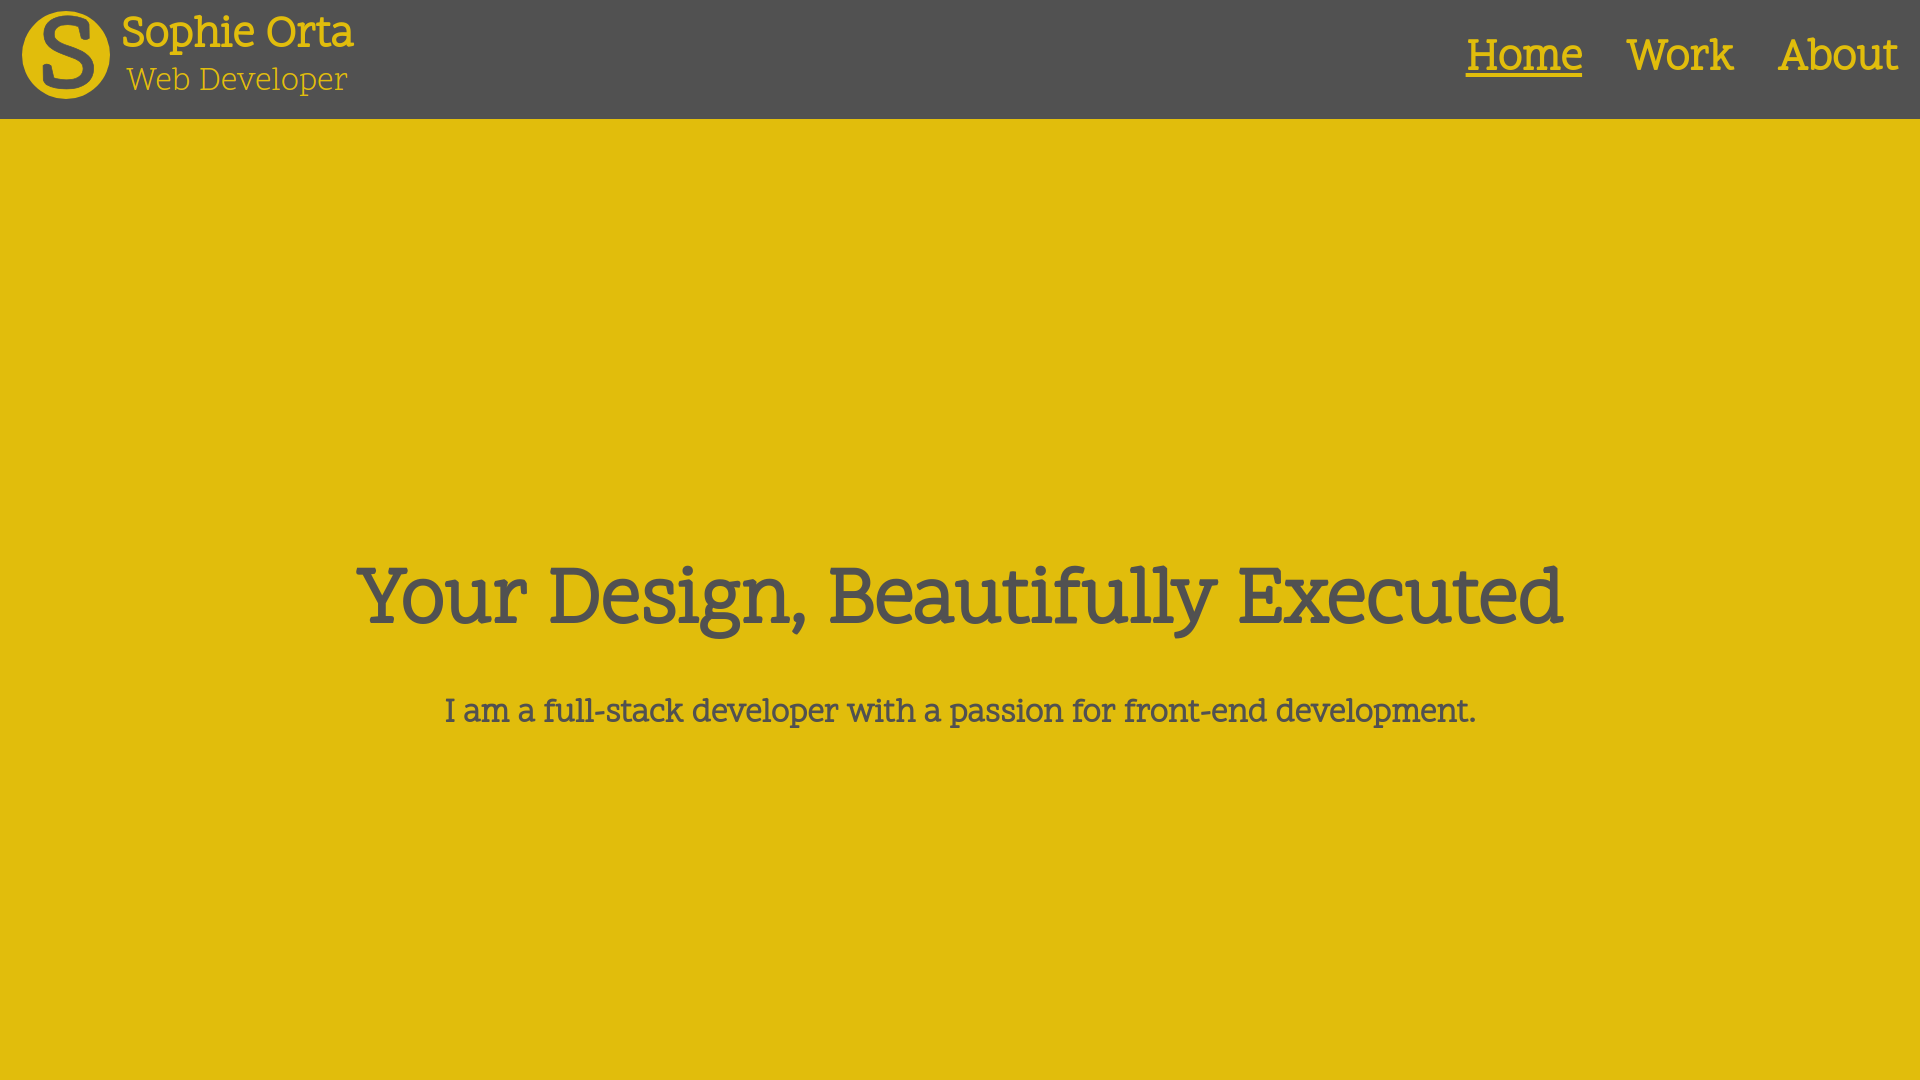 S
Sophie Orta
Web Developer
Home Work About
Your Design, Beautifully Executed
I am a full-stack developer with a passion for front-end development.